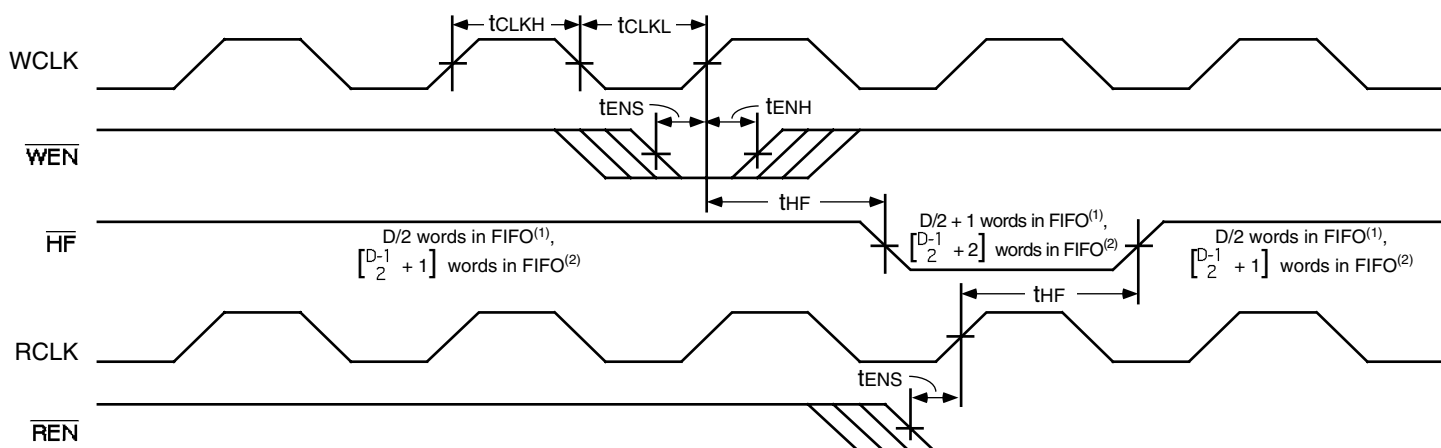 tCLKH
tCLKL
WCLK
tENS
tENH
WEN
tHF
HF
D/2 words in FIFO(1),
[D-1/2 + 1] words in FIFO(2)
D/2 + 1 words in FIFO(1),
[D-1/2 + 2] words in FIFO(2)
D/2 words in FIFO(1),
[D-1/2 + 1] words in FIFO(2)
tHF
RCLK
tENS
REN